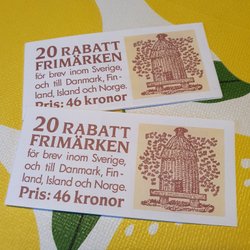 20 RABATT
FRIMÄRKEN
för brev inom Sverige,
och till Danmark, Fin-
land, Island och Norge.
Pris: 46 kronor
20 RABATT
FRIMÄRKEN
för brev inom Sverige,
och till Danmark, Fin-
land, Island och Norge.
Pris: 46 kronor